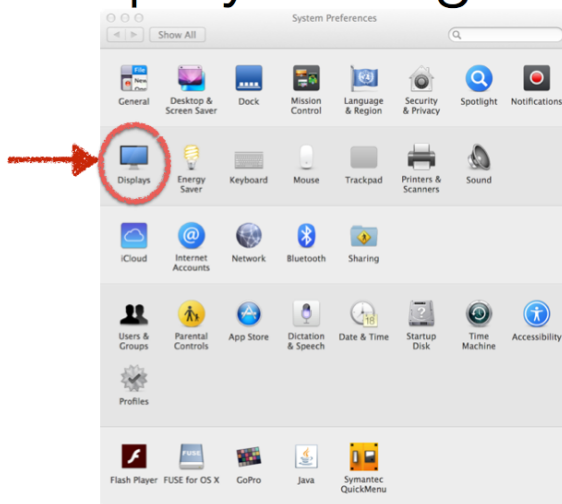 System Preferences
Show All
General
Desktop &
Screen Saver
Dock
Mission
Control
Language
& Region
Security
& Privacy
Spotlight
Notifications
Displays
Energy
Saver
Keyboard
Mouse
Trackpad
Printers &
Scanners
Sound
iCloud
Internet
Accounts
Network
Bluetooth
Sharing
Users &
Groups
Parental
Controls
App Store
Dictation
& Speech
Date & Time
18
Startup
Disk
Time
Machine
Accessibility
Profiles
FUSE
Flash Player
FUSE for OS X
GoPro
Java
Symantec
QuickMenu